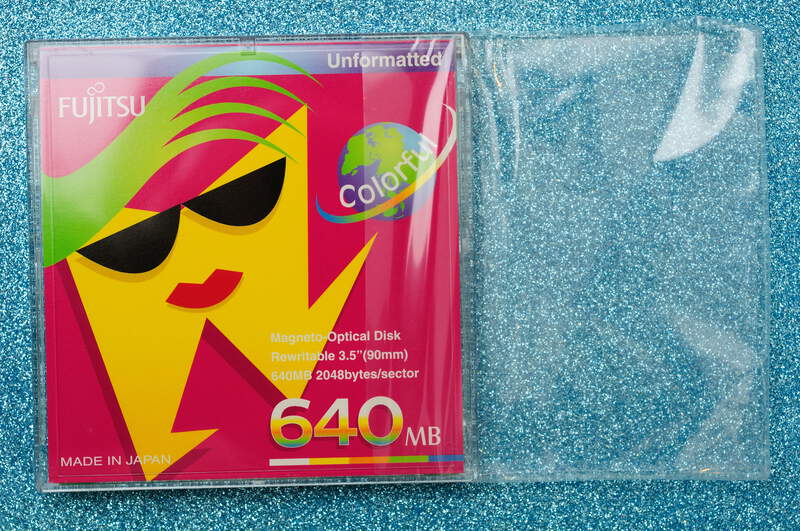 Unformatted
FUJITSU
Colorful
Magneto-Optical Disk
Rewritable 3.5"(90mm)
640MB 2048bytes/sector
640MB
MADE IN JAPAN